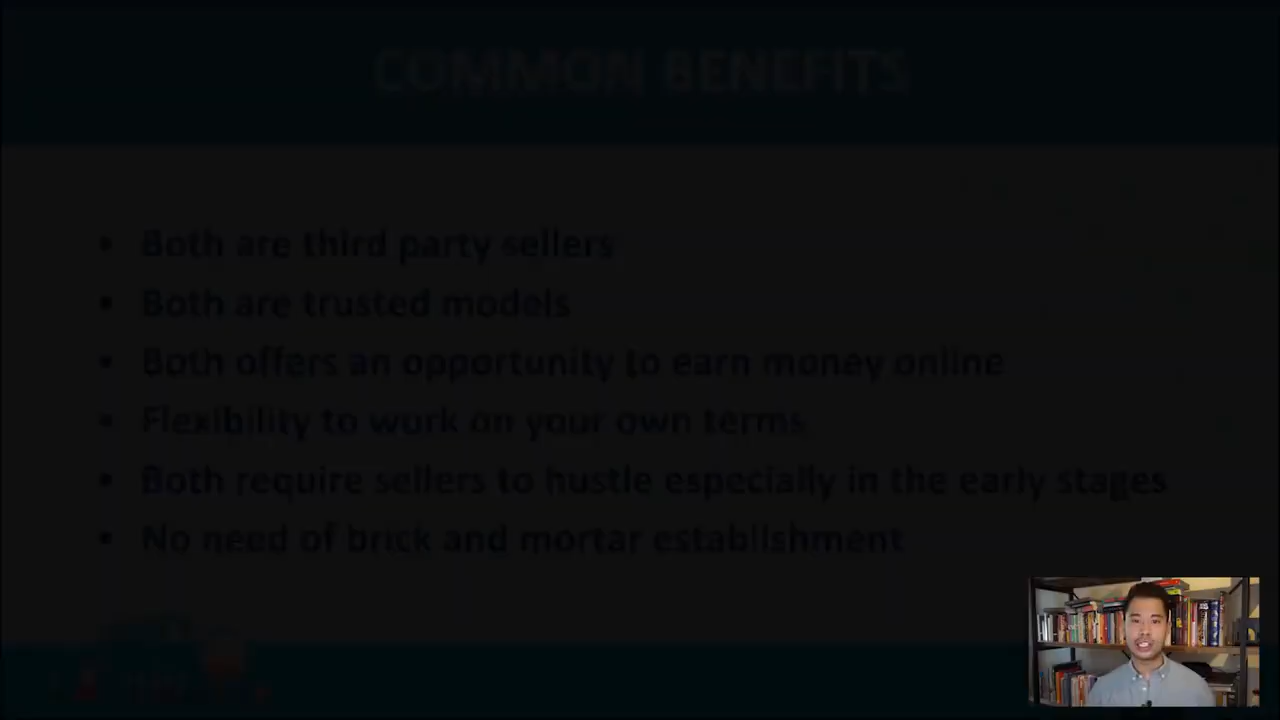 COMMON BENEFITS
• Both are third party sellers
• Both are trusted models
• Both offers an opportunity to earn money online
• Flexibility to work on your own terms
• Both require sellers to hustle especially in the early stages
• No need of brick and mortar establishment